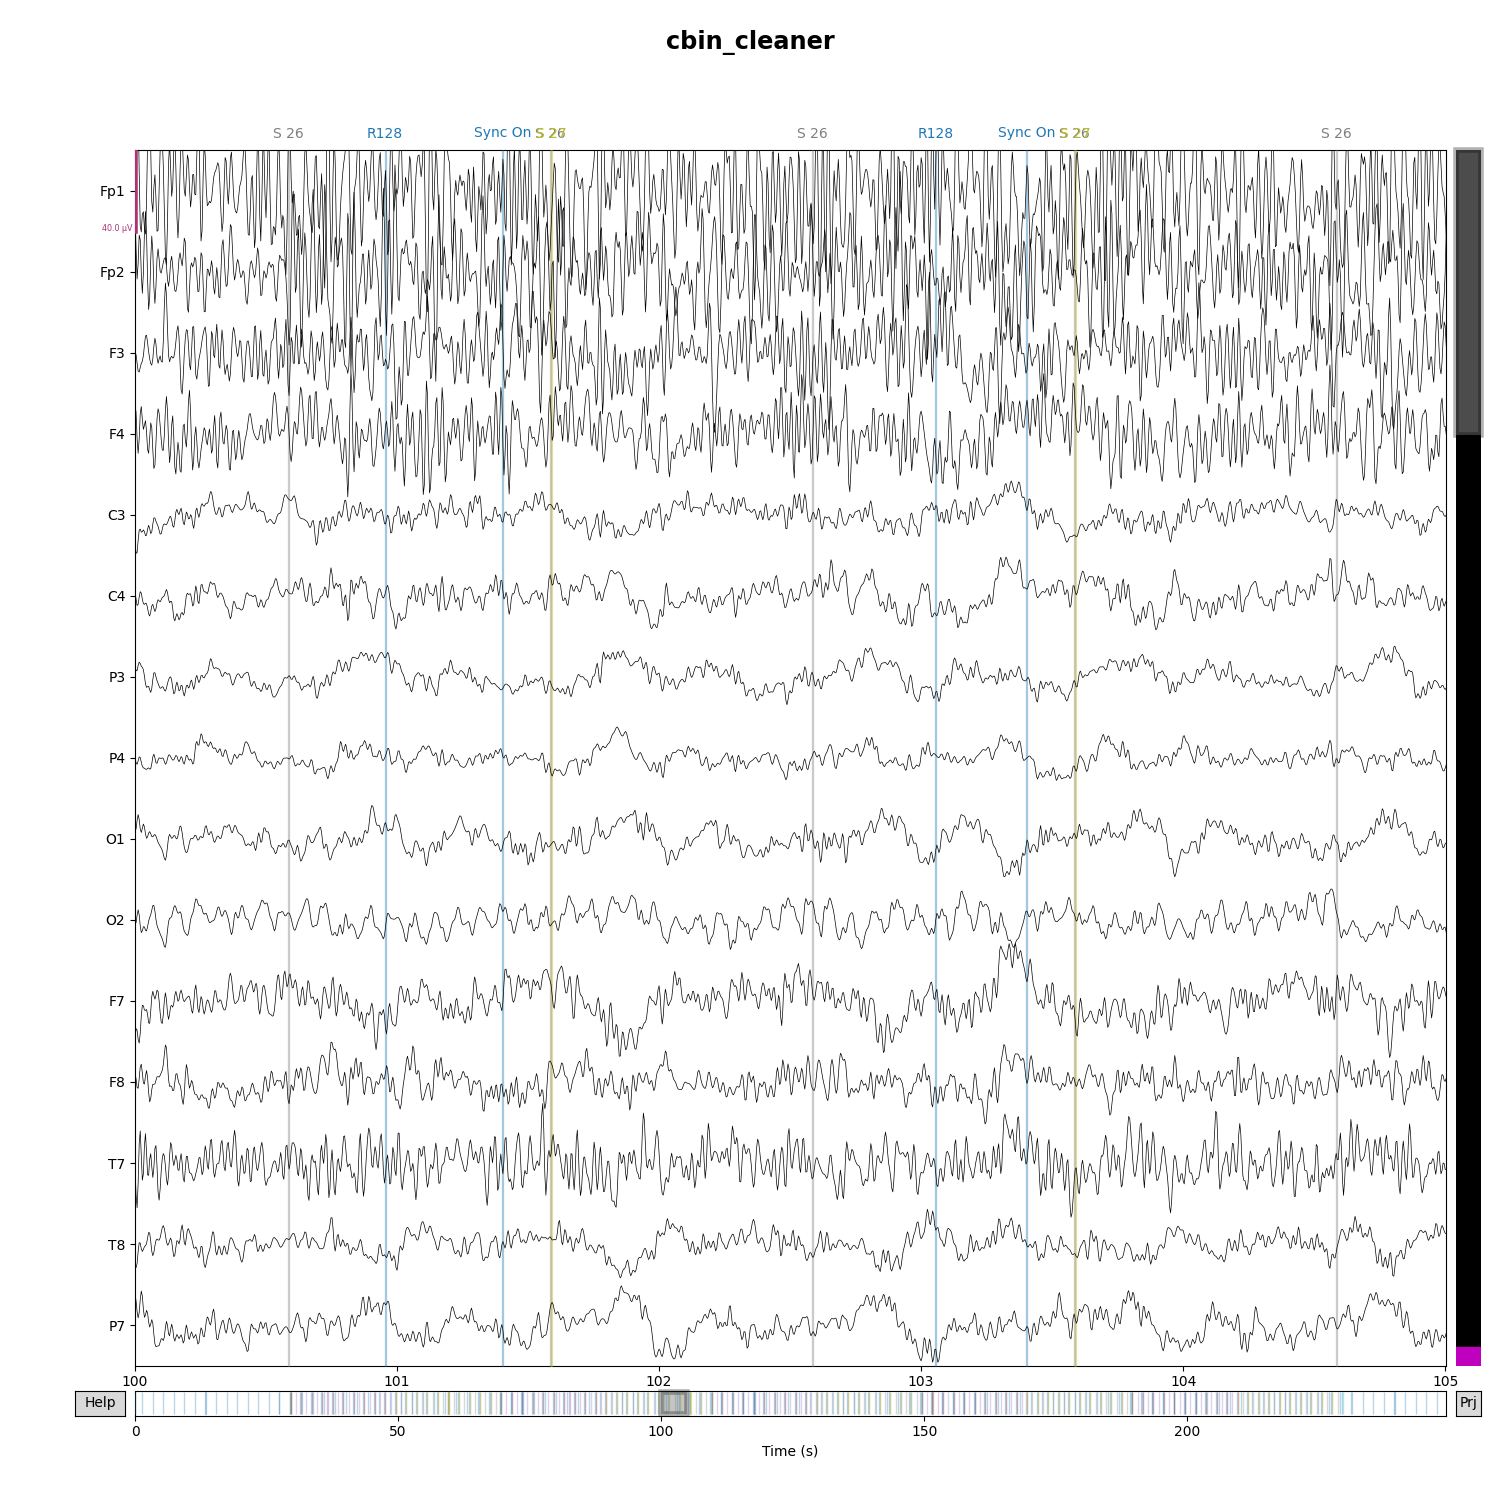 cbin_cleaner
S 26 R128 Sync On S 26 R128 Sync On S 26
Fp1
40.0 µV
Fp2
F3
F4
C3
C4
P3
P4
O1
O2
F7
F8
T7
T8
P7
100 101 102 103 104 105
Help Prj
0 50 100 150 200
Time (s)